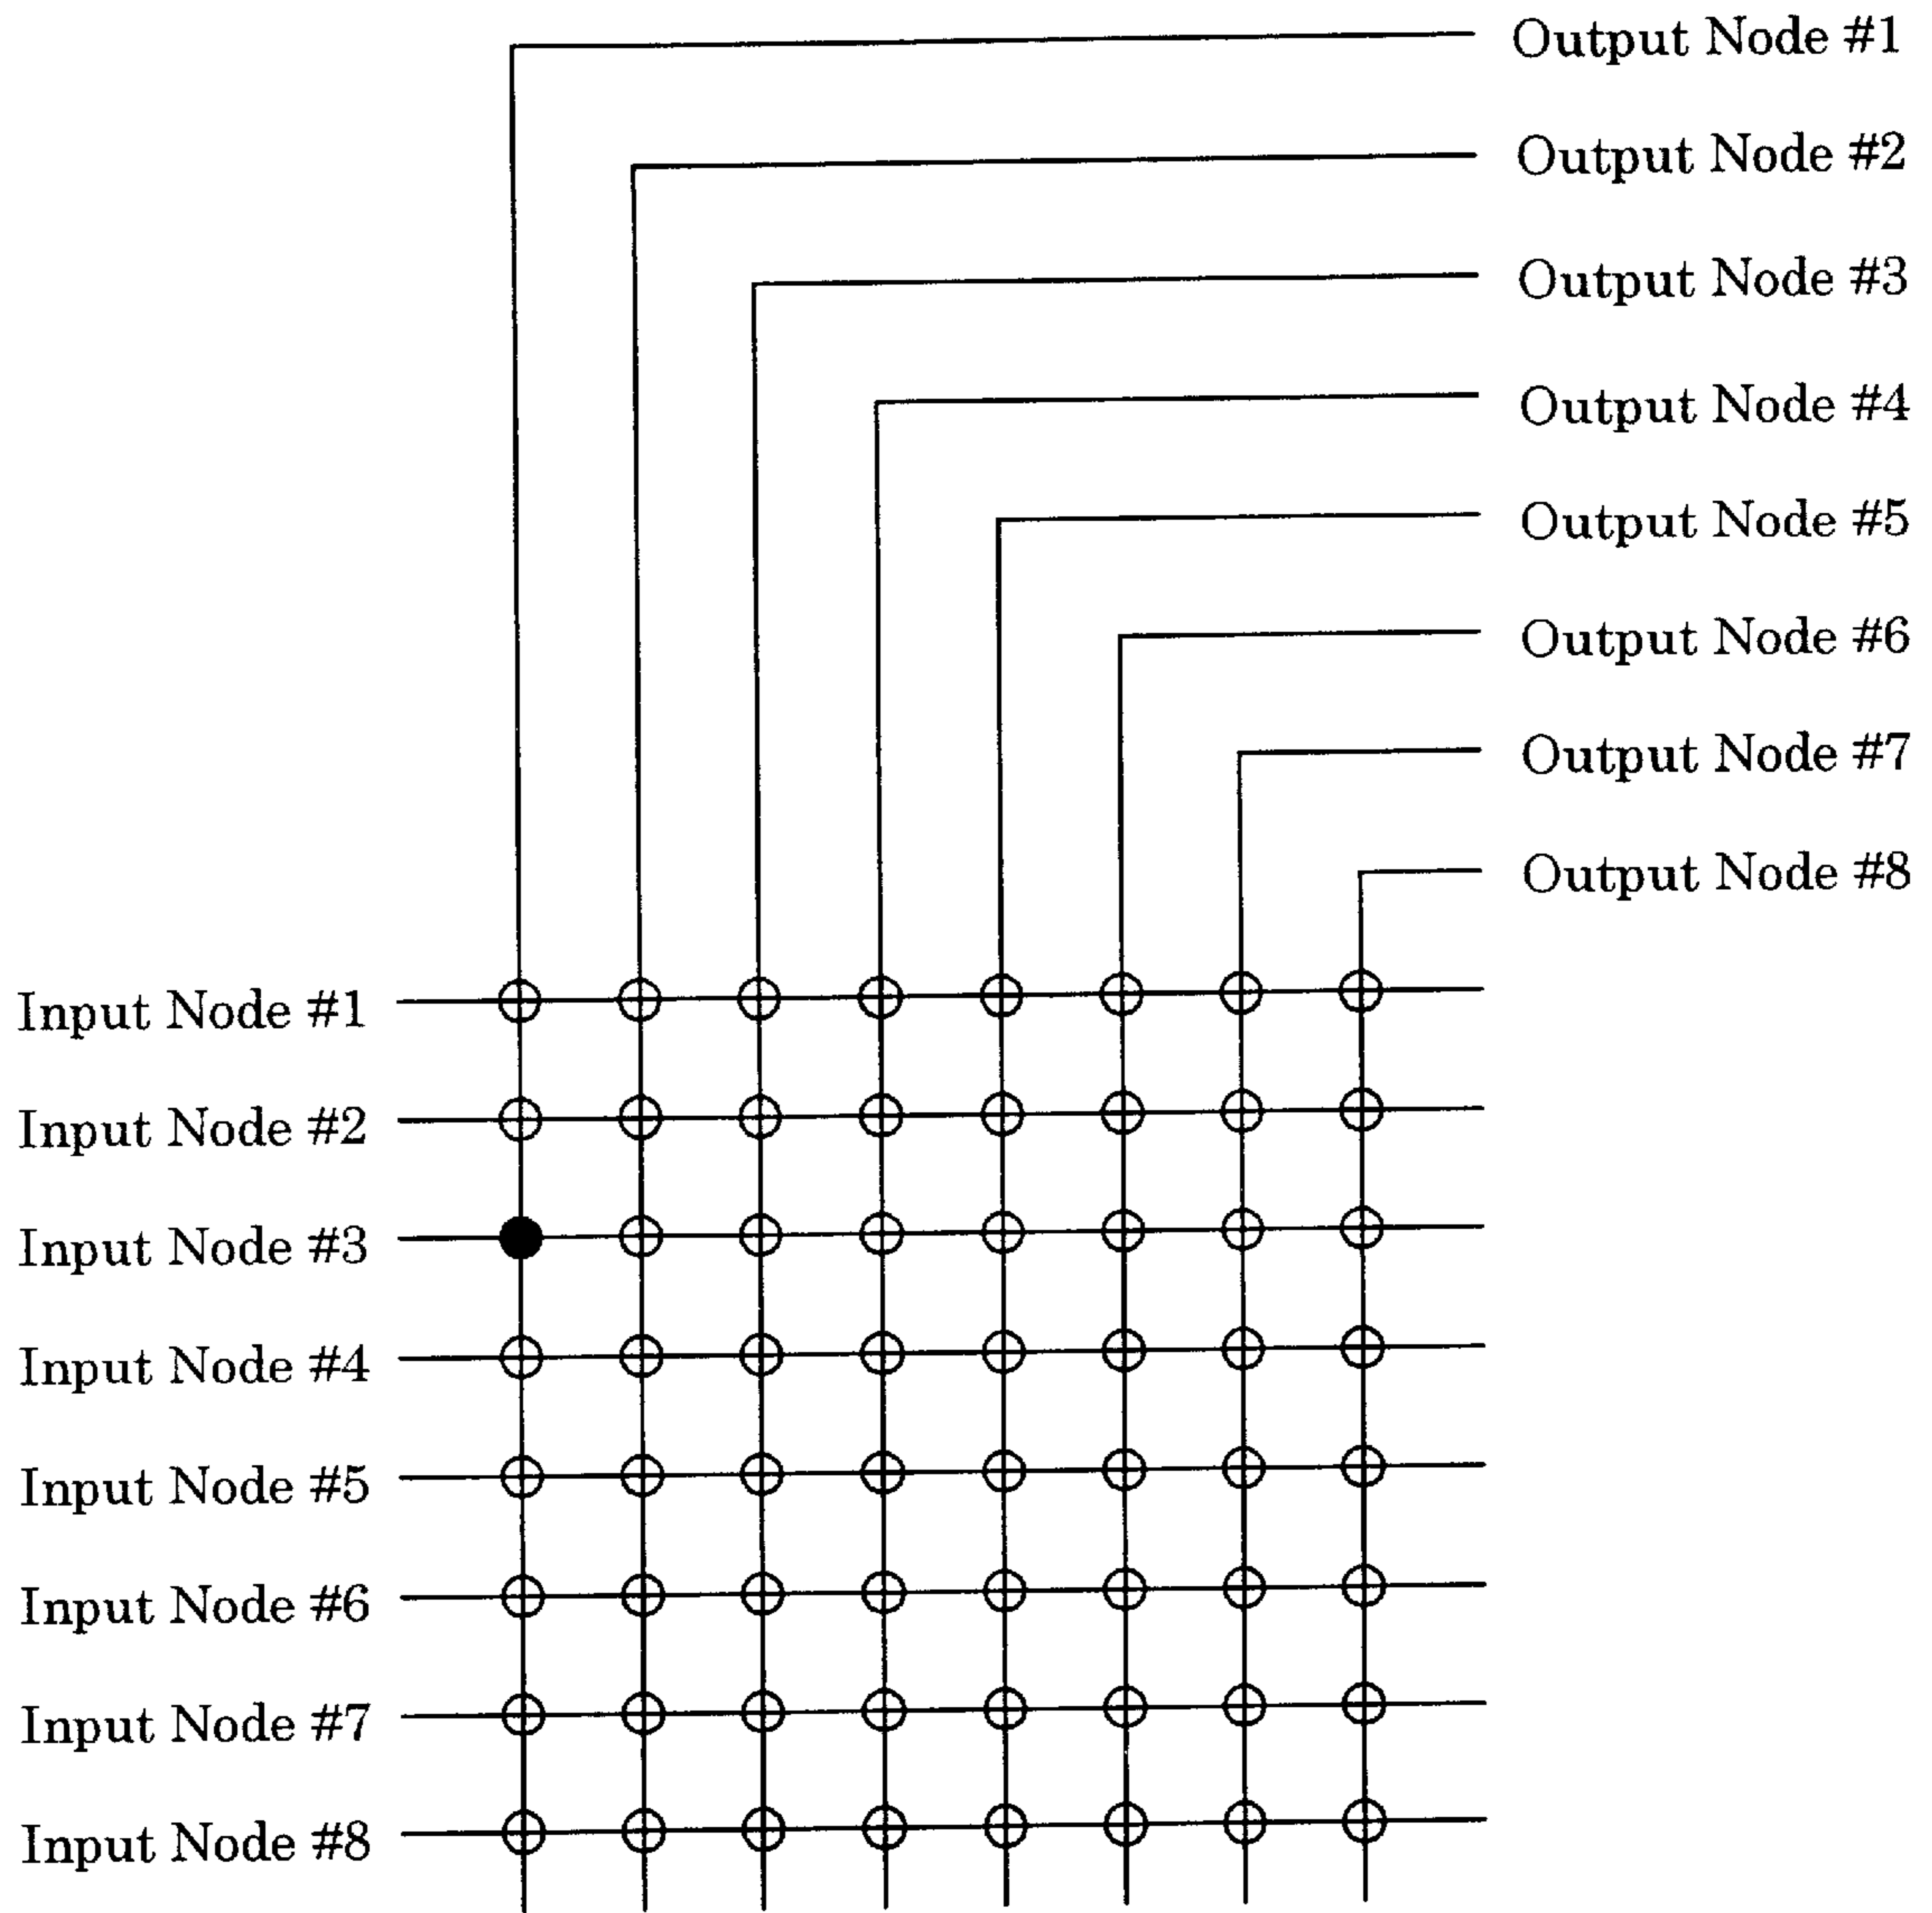 Output Node #1
Output Node #2
Output Node #3
Output Node #4
Output Node #5
Output Node #6
Output Node #7
Output Node #8
Input Node #1
Input Node #2
Input Node #3
Input Node #4
Input Node #5
Input Node #6
Input Node #7
Input Node #8